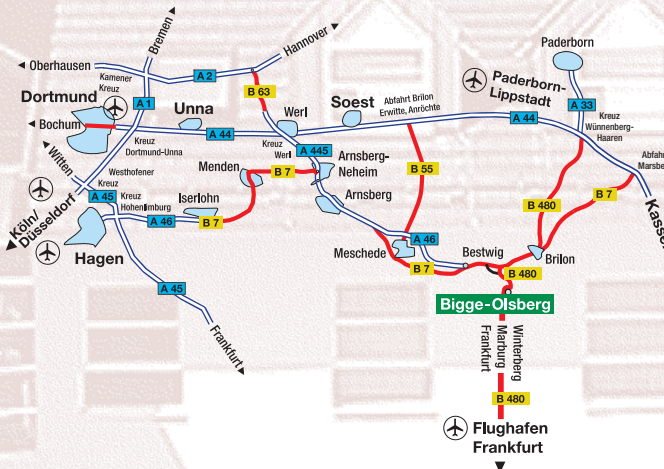 Bremen
Hannover
Oberhausen
A 2
Kamener
Kreuz
Paderborn
Dortmund
A 1
B 63
Paderborn-
Lippstadt
Unna
Werl
Soest
Abfahrt Brilon
Erwitte, Anröchte
A 33
Bochum
A 44
A 44
Kreuz
Wünnenberg-
Haaren
Kreuz
Dortmund-Unna
Kreuz
Werl
A 445
Abfahrt
Marsberg
Witten
Westhofener
Kreuz
Menden
B 7
Arnsberg-
Neheim
B 55
B 7
A 45
Kreuz
Hohenlimburg
Iserlohn
Arnsberg
B 480
Kassel
Köln/
Düsseldorf
A 46
B 7
Hagen
Meschede
A 46
Bestwig
Brilon
B 7
B 480
A 45
Bigge-Olsberg
Frankfurt
Winterberg
Marburg
Frankfurt
B 480
Flughafen
Frankfurt